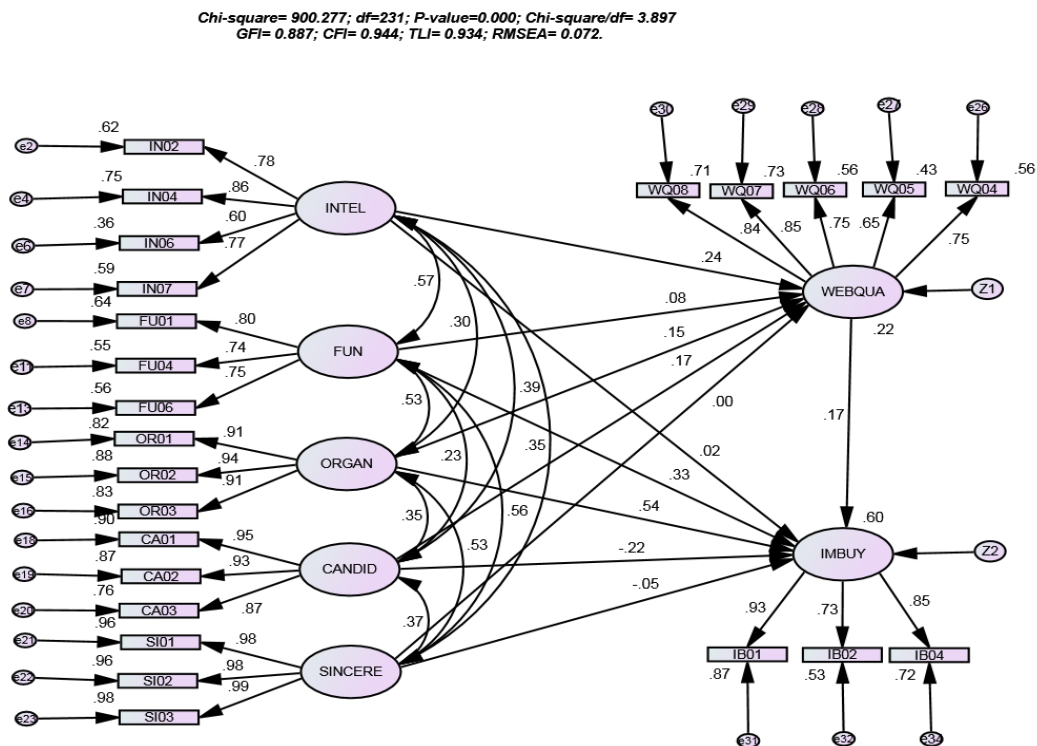 Chi-square= 900.277; df=231; P-value=0.000; Chi-square/df= 3.897
GFI= 0.887; CFI= 0.944; TLI= 0.934; RMSEA= 0.072.
e30
e29
e28
e27
e26
.71
.73
.56
.43
.56
WQ08
WQ07
WQ06
WQ05
WQ04
.84
.85
.75
.65
.75
e2
.62
IN02
.78
e4
.75
IN04
.86
e6
.36
IN06
.60
e7
.59
IN07
.77
INTEL
e8
.64
FU01
.80
e11
.55
FU04
.74
e13
.56
FU06
.75
FUN
e14
.82
OR01
.91
e15
.88
OR02
.94
e16
.83
OR03
.91
ORGAN
e18
.90
CA01
.95
e19
.87
CA02
.93
e20
.76
CA03
.87
CANDID
e21
.96
SI01
.98
e22
.96
SI02
.98
e23
.98
SI03
.99
SINCERE
.57
.30
.39
.35
.53
.23
.56
.35
.53
.37
.24
.08
.15
.17
.00
.02
.33
.54
-.22
-.05
WEBQUA
.22
Z1
.17
IMBUY
.60
Z2
.93
.73
.85
IB01
IB02
IB04
.87
.53
.72
e31
e32
e34